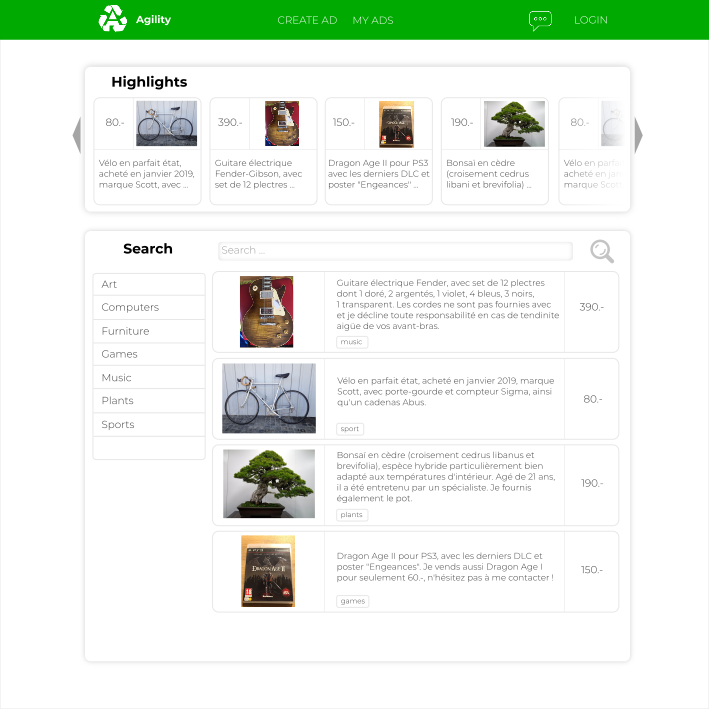 Agility
CREATE AD
MY ADS
LOGIN
Highlights
80.-
Vélo en parfait état,
acheté en janvier 2019,
marque Scott, avec ...
390.-
Guitare électrique
Fender-Gibson, avec
set de 12 plectres ...
150.-
Dragon Age II pour PS3
avec les derniers DLC et
poster "Engeances" ...
190.-
Bonsaï en cèdre
(croisement cedrus
libani et brevifolia) ...
80.-
Vélo en parfa
acheté en jan
marque Scot
Search
Search ...
Art
Computers
Furniture
Games
Music
Plants
Sports
Guitare électrique Fender, avec set de 12 plectres
dont 1 doré, 2 argentés, 1 violet, 4 bleus, 3 noirs,
1 transparent. Les cordes ne sont pas fournies avec
et je décline toute responsabilité en cas de tendinite
aigüe de vos avant-bras.
music
390.-
Vélo en parfait état, acheté en janvier 2019, marque
Scott, avec porte-gourde et compteur Sigma, ainsi
qu'un cadenas Abus.
sport
80.-
Bonsaï en cèdre (croisement cedrus libanus et
brevifolia), espèce hybride particulièrement bien
adapté aux températures d'intérieur. Agé de 21 ans,
il a été entretenu par un spécialiste. Je fournis
également le pot.
plants
190.-
DRAGON AGE II
Dragon Age II pour PS3, avec les derniers DLC et
poster "Engeances". Je vends aussi Dragon Age I
pour seulement 60.-, n'hésitez pas à me contacter !
games
150.-